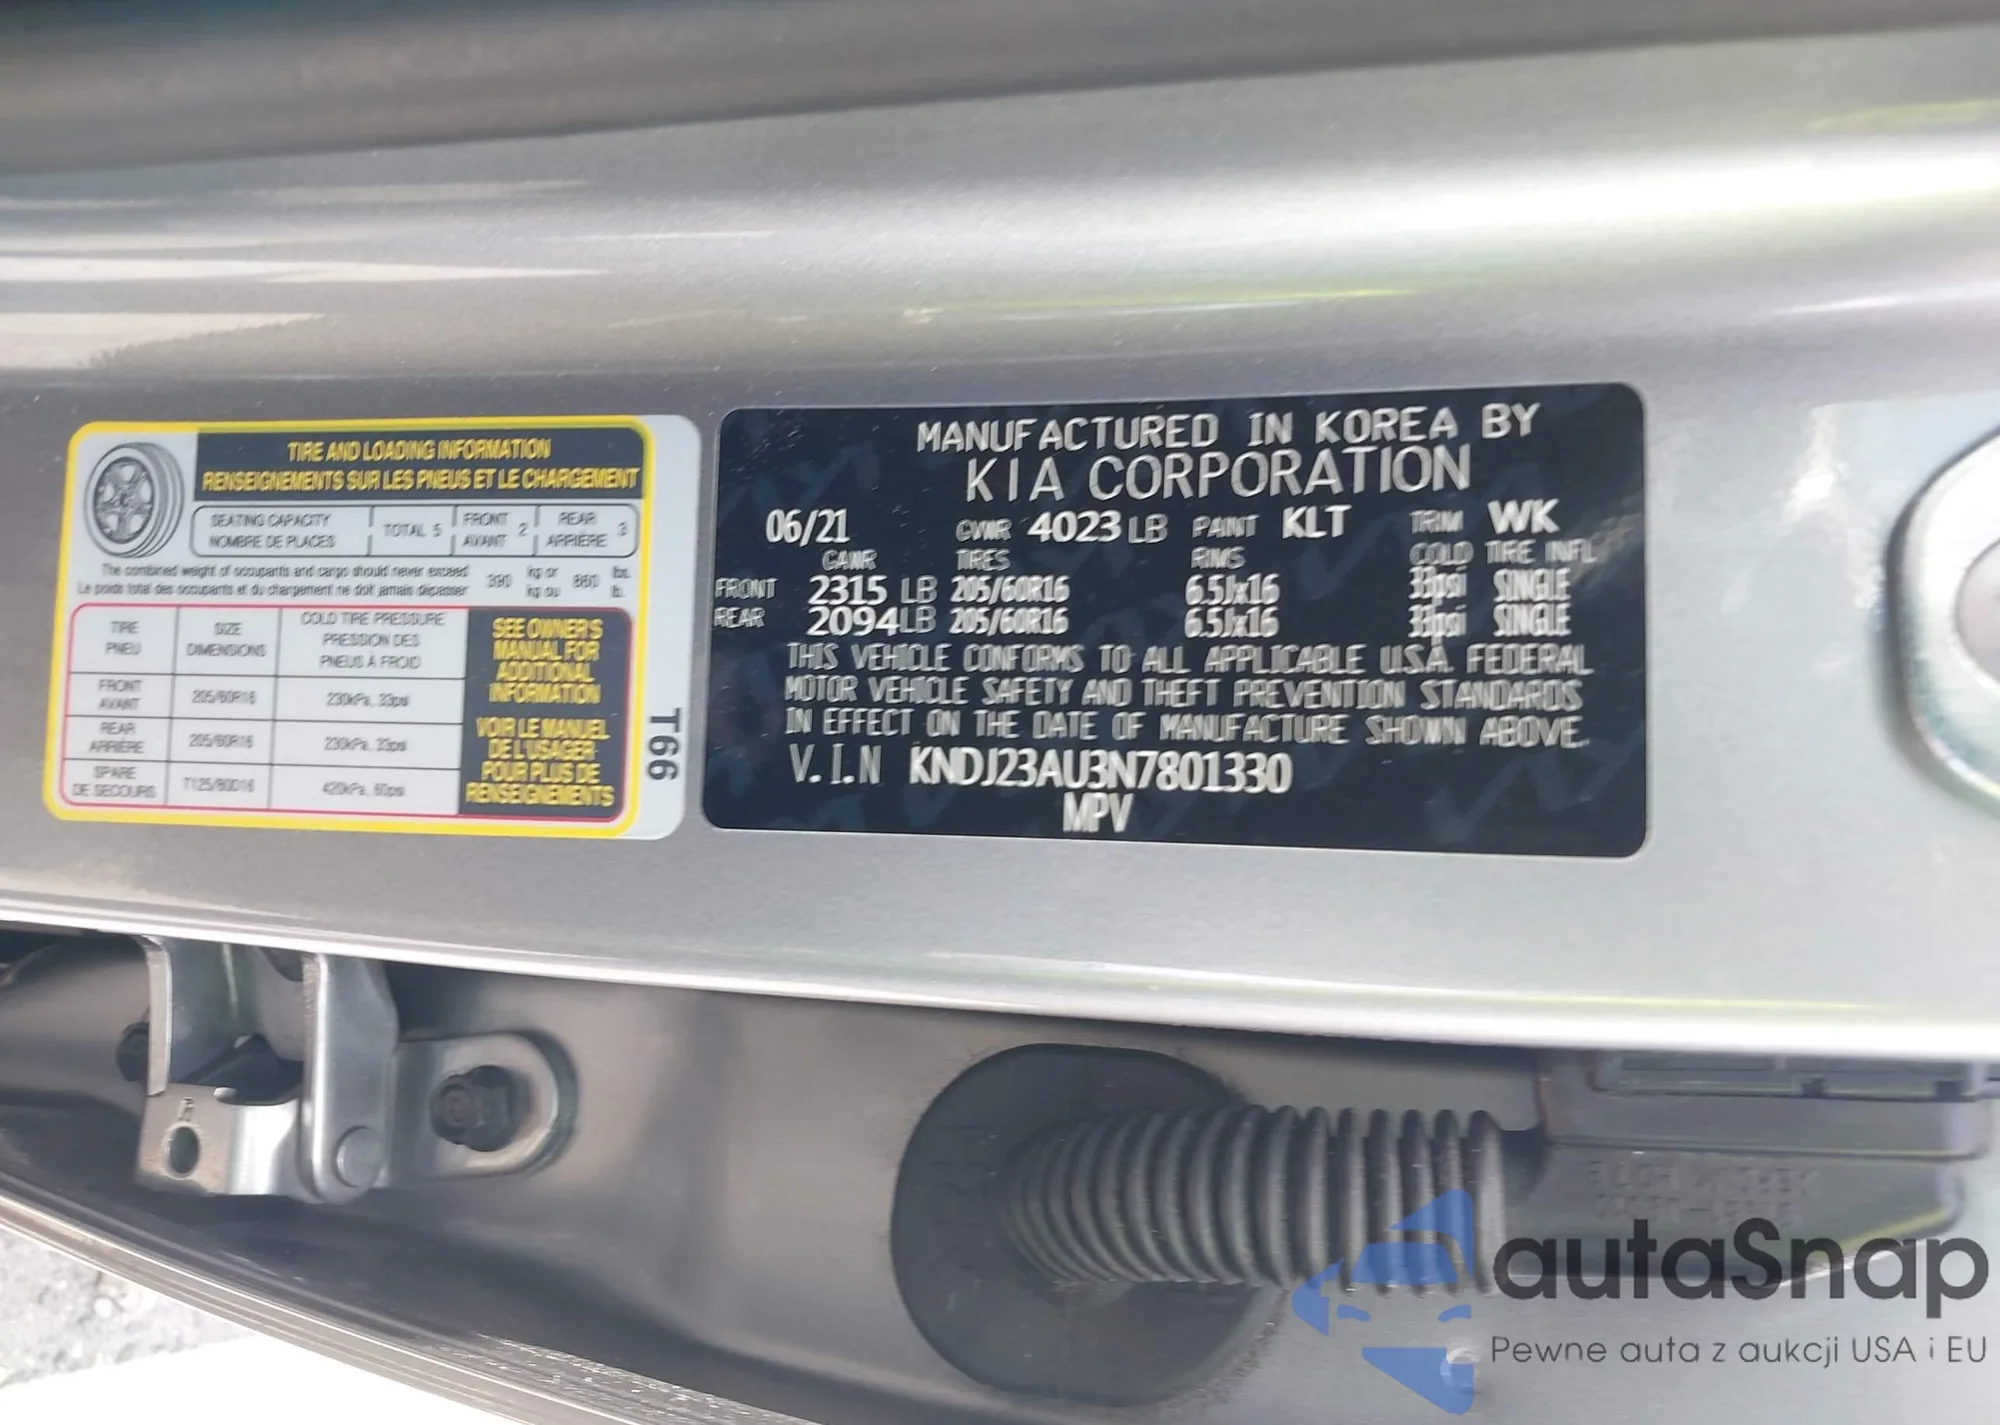 TIRE AND LOADING INFORMATION
RENSEIGNEMENTS SUR LES PNEUS ET LE CHARGEMENT
SEATING CAPACITY
NOMBRE DE PLACES
TOTAL 5
FRONT
AVANT
2
REAR
ARRIÈRE
3
The combined weight of occupants and cargo should never exceed
Le poids total des occupants et du chargement ne doit jamais dépasser
390
kg or
kg ou
860
lbs.
lb.
TIRE
PNEU
SIZE
DIMENSIONS
COLD TIRE PRESSURE
PRESSION DES
PNEUS À FROID
FRONT
AVANT
205/60R16
230kPa, 33psi
REAR
ARRIÈRE
205/60R16
230kPa, 33psi
SPARE
DE SECOURS
T125/80D16
420kPa, 60psi
SEE OWNER'S
MANUAL FOR
ADDITIONAL
INFORMATION
VOIR LE MANUEL
DE L'USAGER
POUR PLUS DE
RENSEIGNEMENTS
T66
MANUFACTURED IN KOREA BY
KIA CORPORATION
06/21 GVWR 4023 LB PAINT KLT TRIM WK
GAWR TIRES RIMS COLD TIRE INFL
FRONT 2315 LB 205/60R16 6.5Jx16 33psi SINGLE
REAR 2094 LB 205/60R16 6.5Jx16 33psi SINGLE
THIS VEHICLE CONFORMS TO ALL APPLICABLE U.S.A. FEDERAL
MOTOR VEHICLE SAFETY AND THEFT PREVENTION STANDARDS
IN EFFECT ON THE DATE OF MANUFACTURE SHOWN ABOVE.
V.I.N KNDJ23AU3N7801330
MPV
autaSnap
Pewne auta z aukcji USA i EU